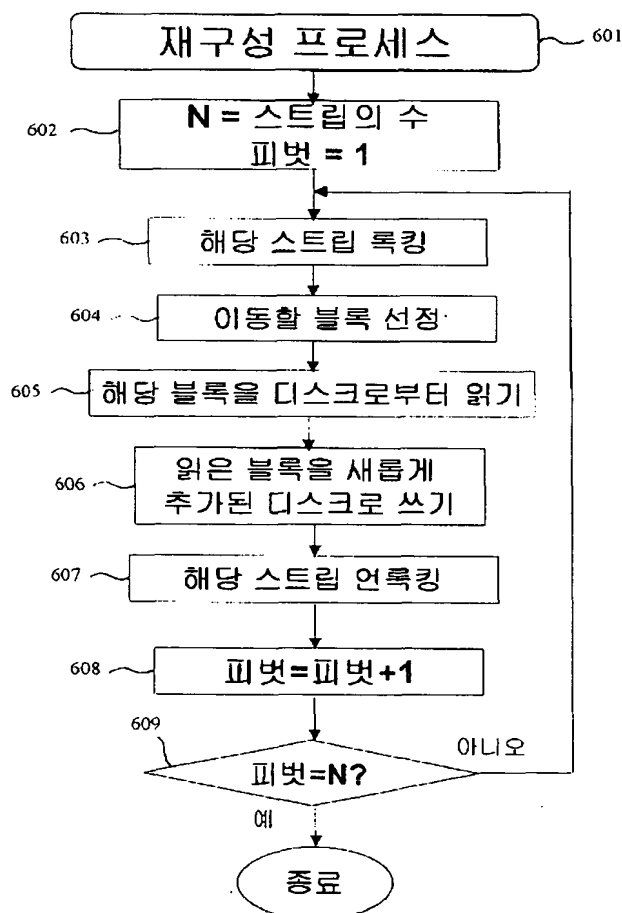 재구성 프로세스
601
602
N = 스트립의 수
피벗 = 1
603
해당 스트립 록킹
604
이동할 블록 선정
605
해당 블록을 디스크로부터 읽기
606
읽은 블록을 새롭게
추가된 디스크로 쓰기
607
해당 스트립 언록킹
608
피벗=피벗+1
609
피벗=N?
아니오
예
종료